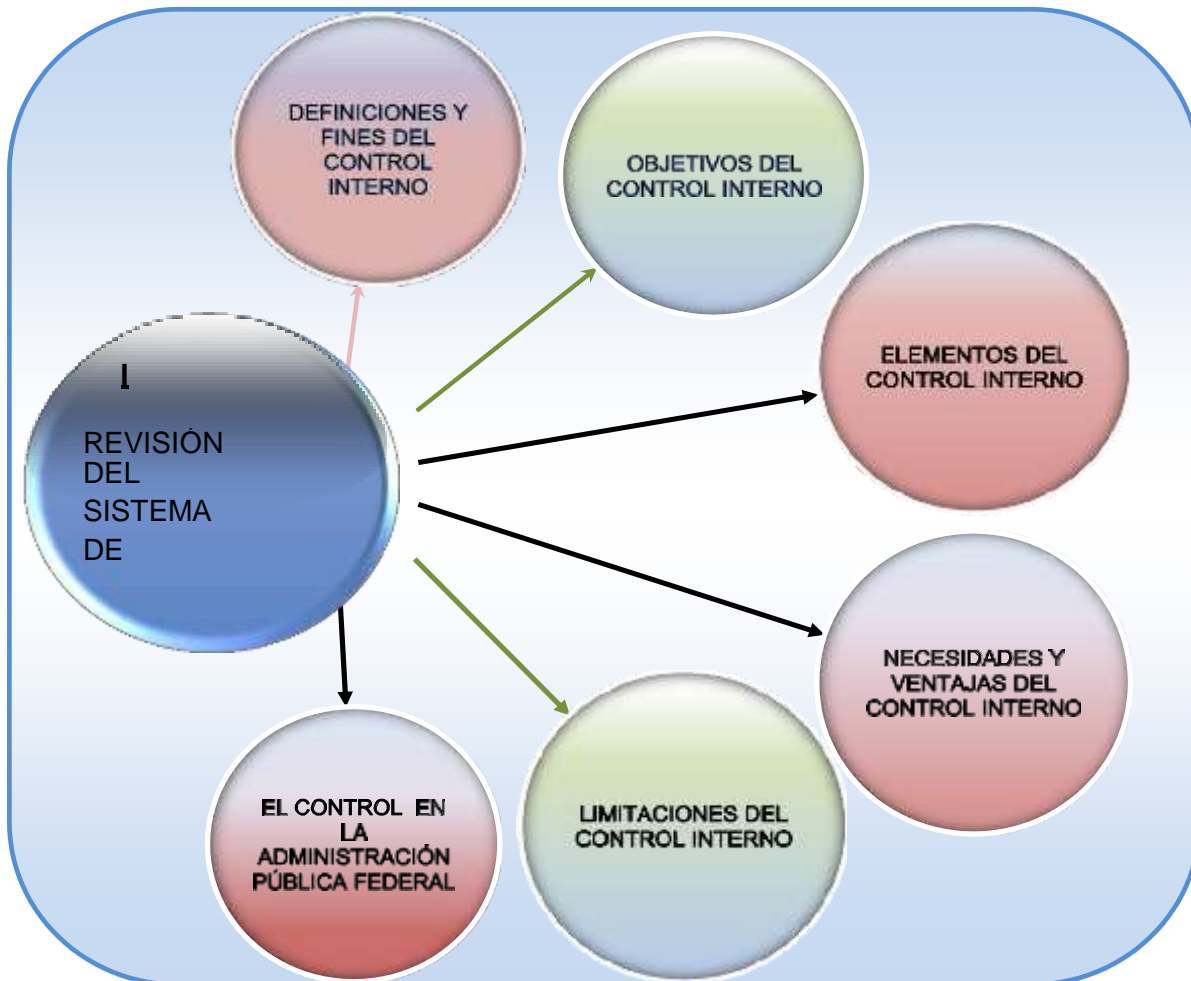 I
REVISIÓN
DEL
SISTEMA
DE
DEFINICIONES Y
FINES DEL
CONTROL
INTERNO
OBJETIVOS DEL
CONTROL INTERNO
ELEMENTOS DEL
CONTROL INTERNO
NECESIDADES Y
VENTAJAS DEL
CONTROL INTERNO
LIMITACIONES DEL
CONTROL INTERNO
EL CONTROL EN
LA
ADMINISTRACIÓN
PÚBLICA FEDERAL